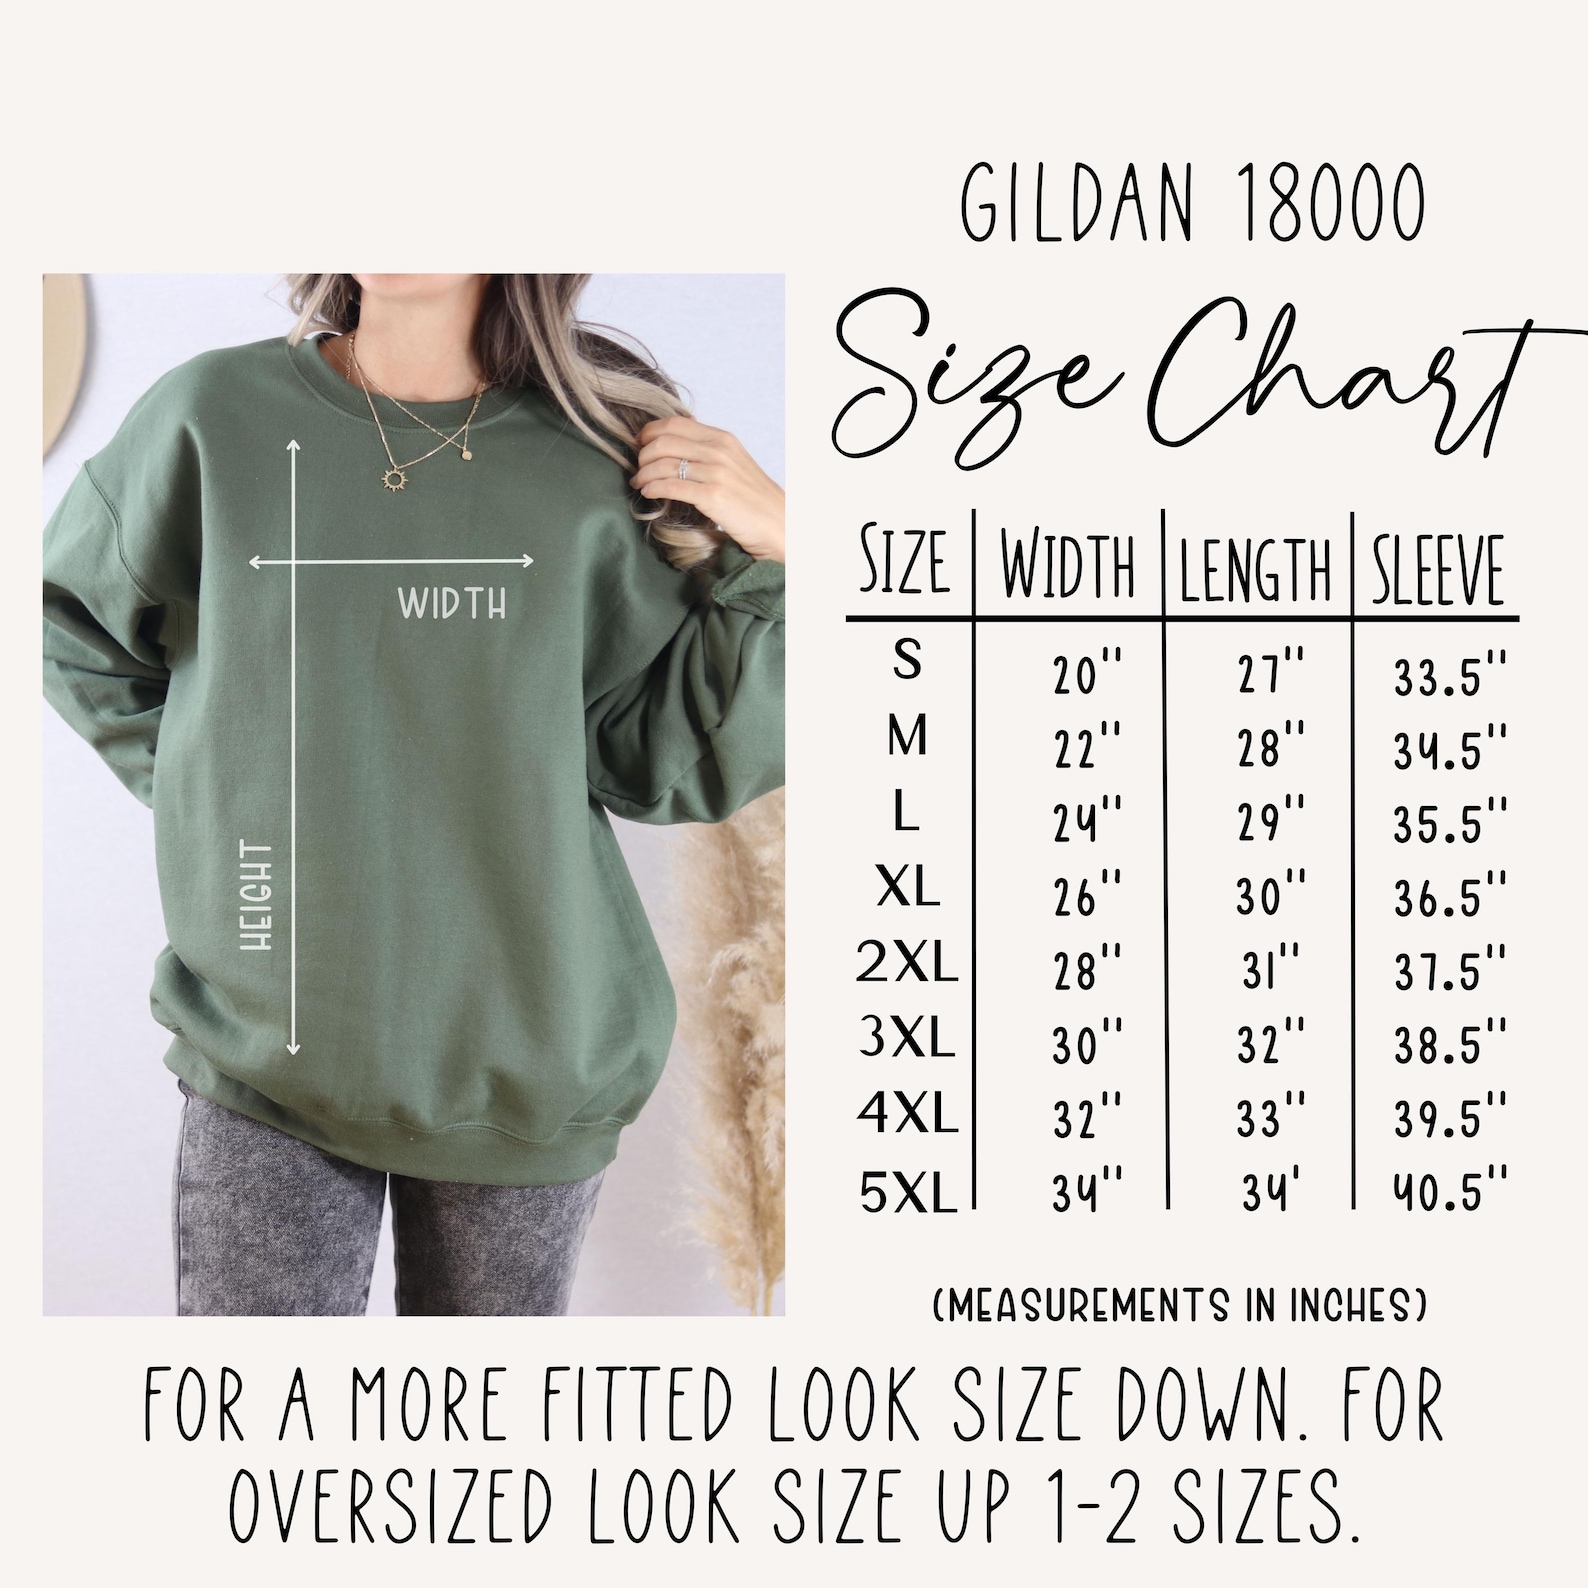 GILDAN 18000
Size Chart
SIZE WIDTH LENGTH SLEEVE
S 20" 27" 33.5"
M 22" 28" 34.5"
L 24" 29" 35.5"
XL 26" 30" 36.5"
2XL 28" 31" 37.5"
3XL 30" 32" 38.5"
4XL 32" 33" 39.5"
5XL 34" 34' 40.5"
(MEASUREMENTS IN INCHES)
WIDTH
HEIGHT
FOR A MORE FITTED LOOK SIZE DOWN. FOR
OVERSIZED LOOK SIZE UP 1-2 SIZES.